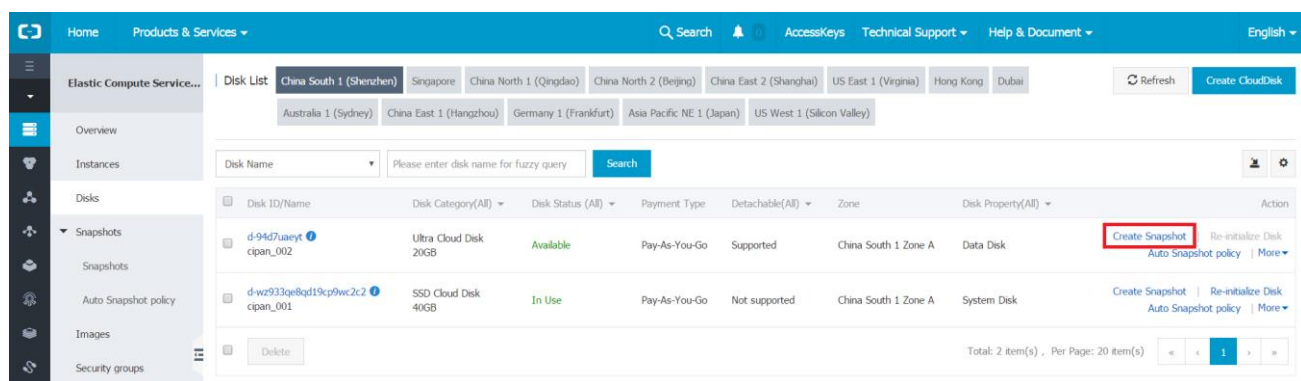 Home Products & Services Search 0 AccessKeys Technical Support Help & Document English
Elastic Compute Service...
Overview
Instances
Disks
Snapshots
Snapshots
Auto Snapshot policy
Images
Security groups
Disk List China South 1 (Shenzhen) Singapore China North 1 (Qingdao) China North 2 (Beijing) China East 2 (Shanghai) US East 1 (Virginia) Hong Kong Dubai Refresh Create CloudDisk
Australia 1 (Sydney) China East 1 (Hangzhou) Germany 1 (Frankfurt) Asia Pacific NE 1 (Japan) US West 1 (Silicon Valley)
Disk Name Please enter disk name for fuzzy query Search
Disk ID/Name Disk Category(All) Disk Status (All) Payment Type Detachable(All) Zone Disk Property(All) Action
d-94d7uaeyt Ultra Cloud Disk Available Pay-As-You-Go Supported China South 1 Zone A Data Disk Create Snapshot | Re-initialize Disk
cipan_002 20GB Auto Snapshot policy | More
d-wz933qe8qd19cp9wc2c2 SSD Cloud Disk In Use Pay-As-You-Go Not supported China South 1 Zone A System Disk Create Snapshot | Re-initialize Disk
cipan_001 40GB Auto Snapshot policy | More
Delete Total: 2 item(s) , Per Page: 20 item(s) « ‹ 1 › »